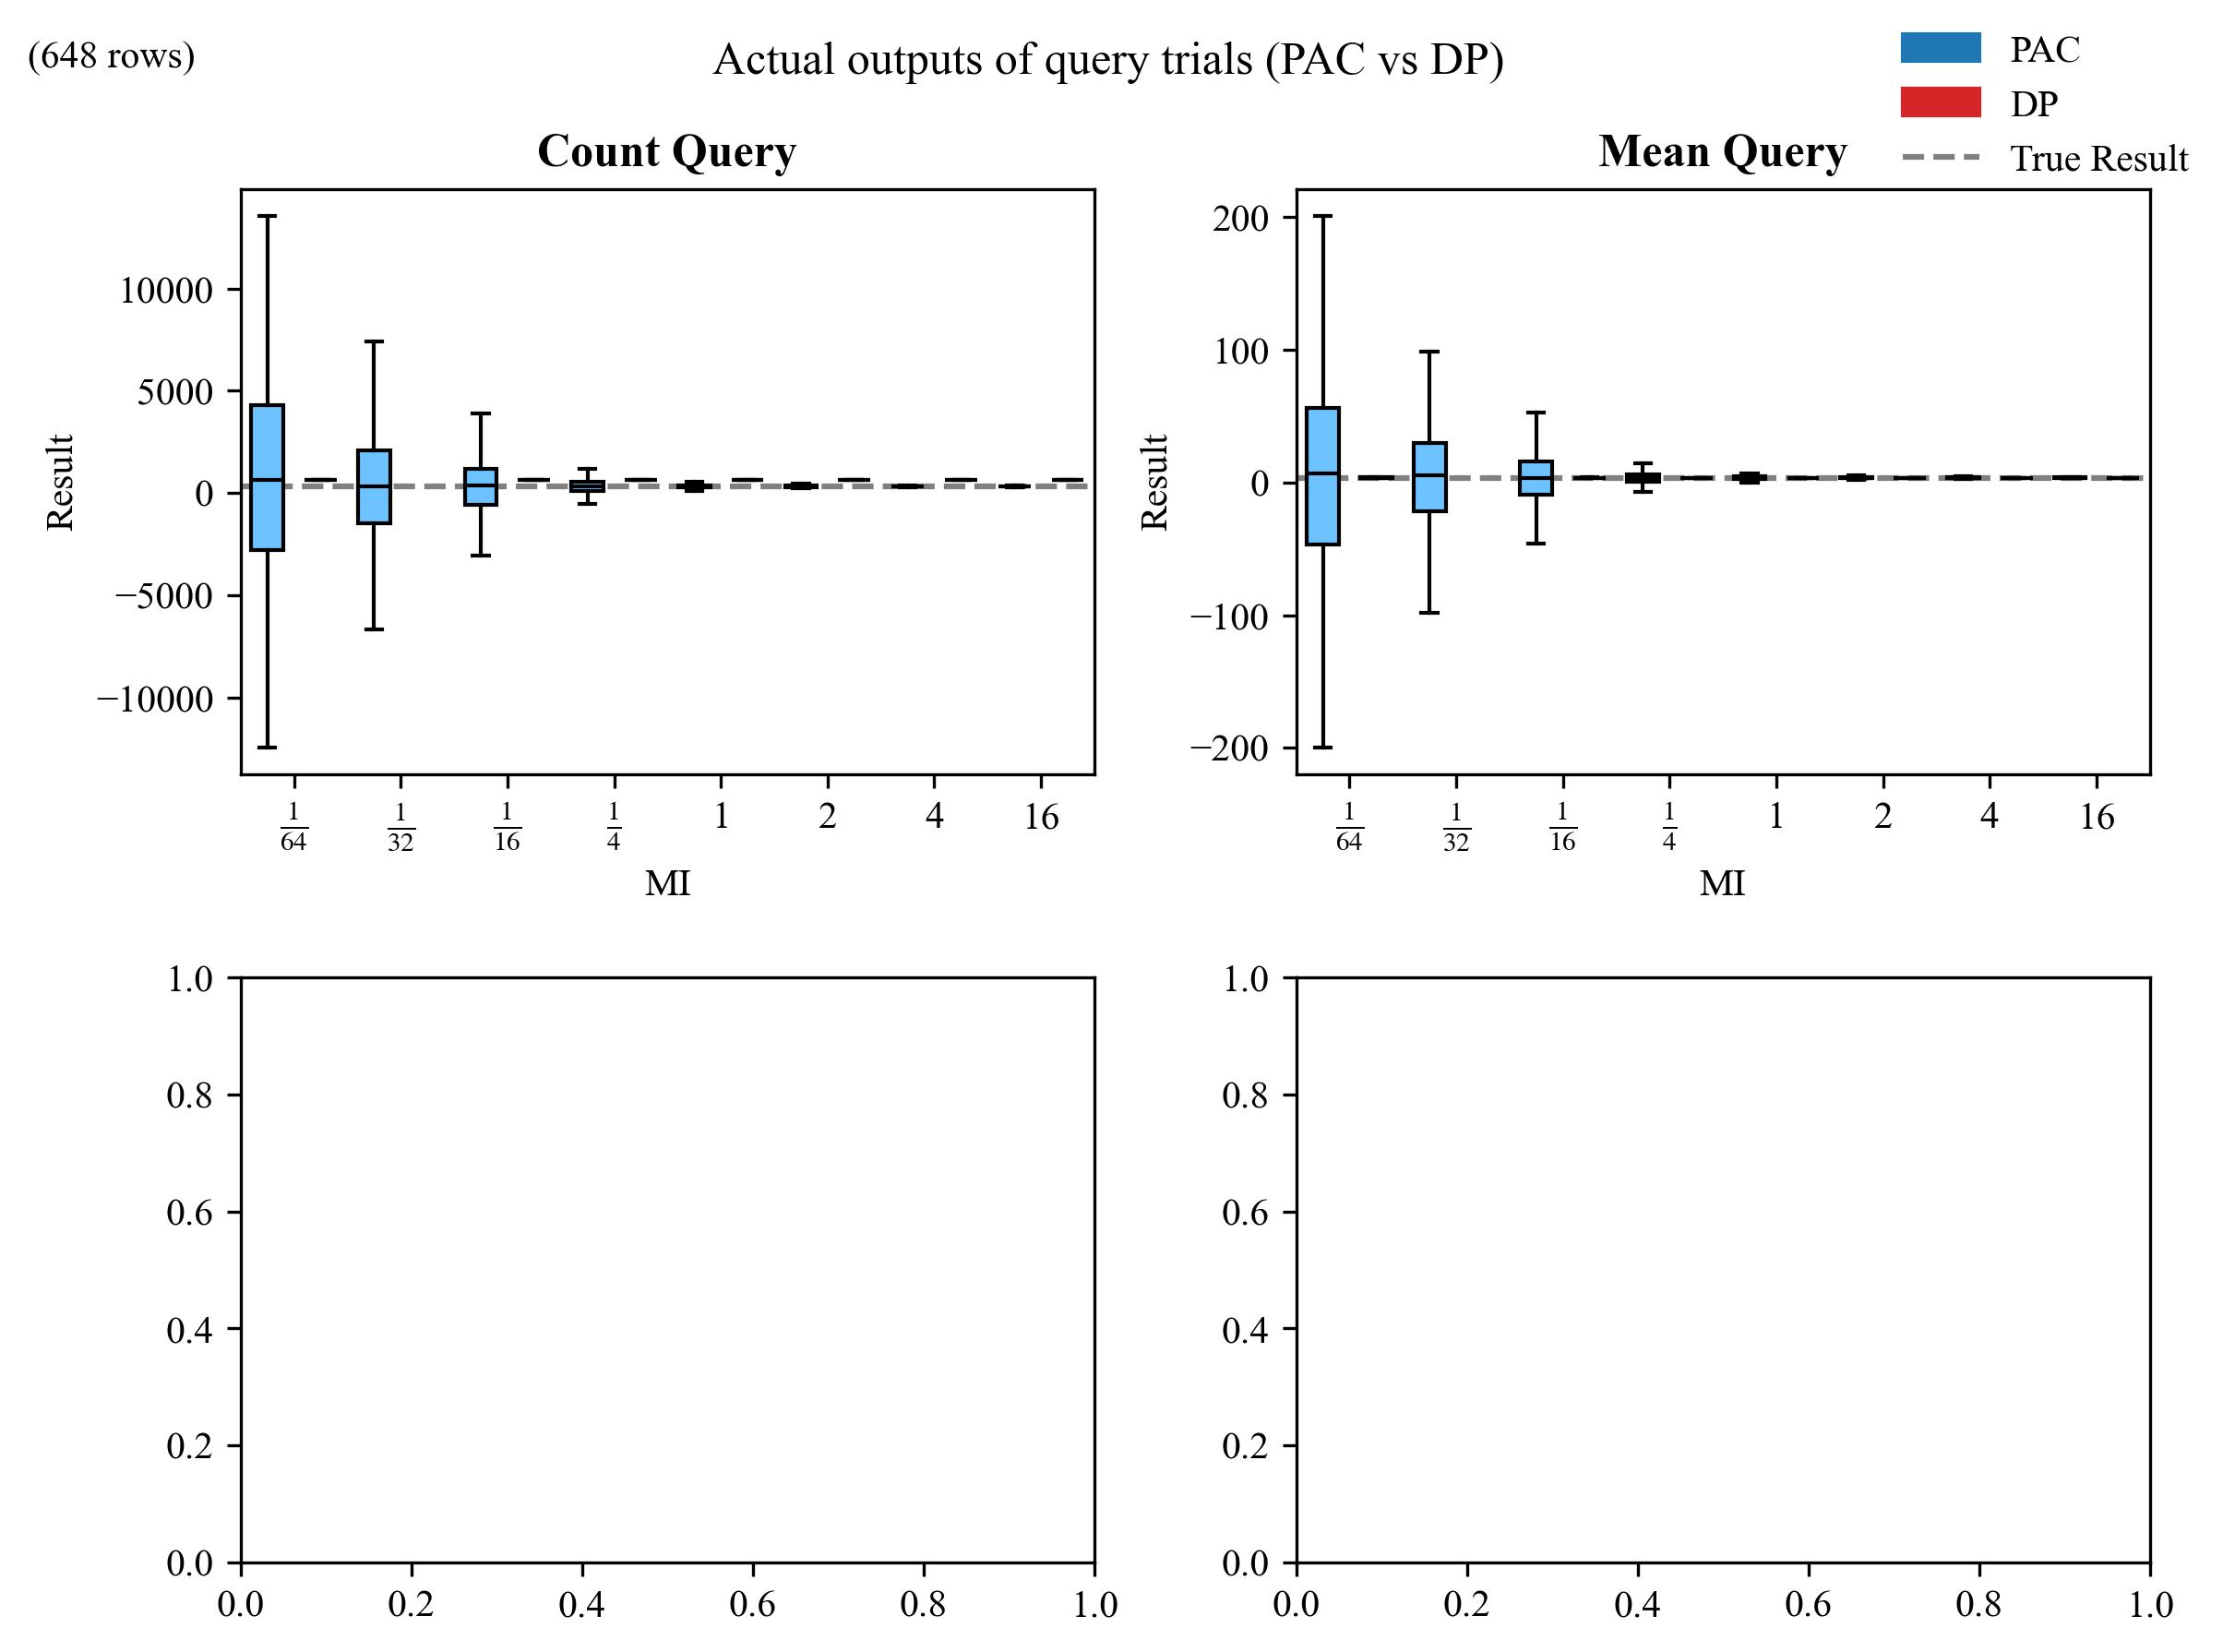 (648 rows)
Actual outputs of query trials (PAC vs DP)
PAC
DP
True Result
Count Query
10000
5000
0
−5000
−10000
Result
1/64 1/32 1/16 1/4 1 2 4 16
MI
Mean Query
200
100
0
−100
−200
Result
1/64 1/32 1/16 1/4 1 2 4 16
MI
1.0
0.8
0.6
0.4
0.2
0.0
0.0 0.2 0.4 0.6 0.8 1.0
1.0
0.8
0.6
0.4
0.2
0.0
0.0 0.2 0.4 0.6 0.8 1.0